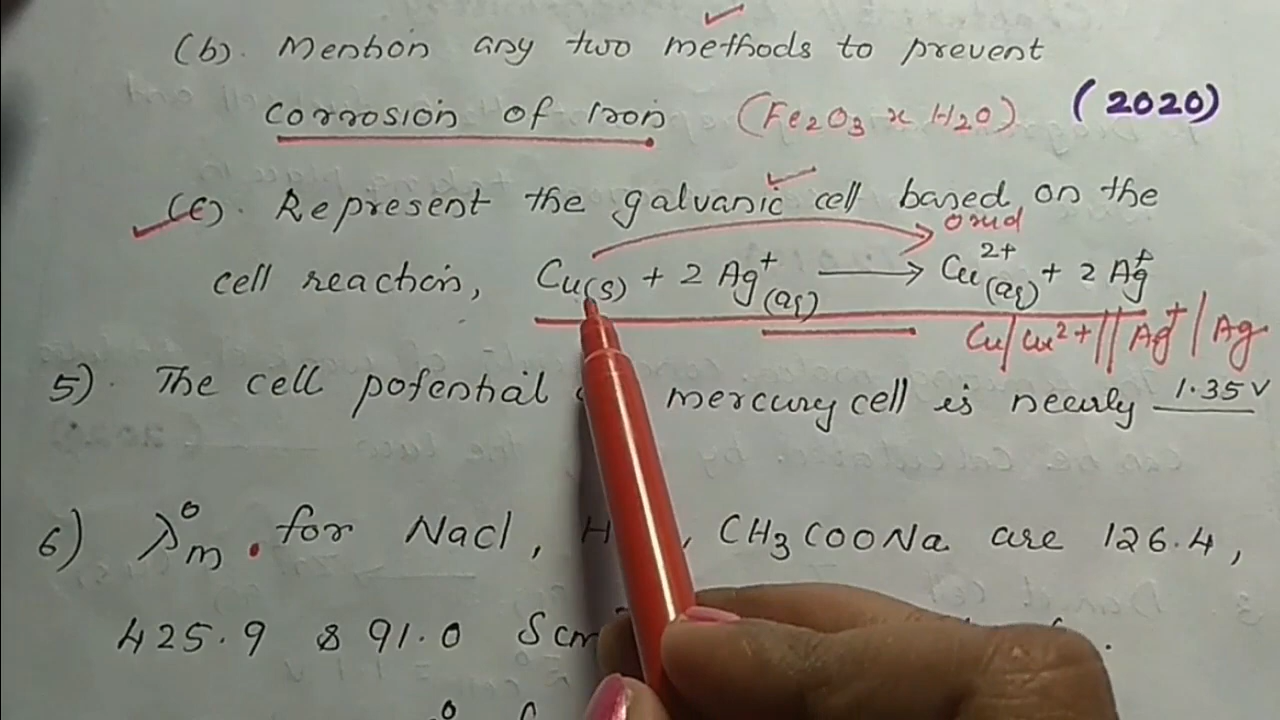 (b). Mention any two methods to prevent
corrosion of Iron (Fe2O3 x H2O) (2020)
(c). Represent the galvanic cell based on the
oxid
cell reaction, Cu(s) + 2 Ag⁺(aq) ⟶ Cu²⁺(aq) + 2 Ag⁺
Cu/Cu²⁺//Ag⁺/Ag
5). The cell potential mercury cell is nearly 1.35V
6) λ°m . for NaCl, , CH3COONa are 126.4,
425.9 & 91.0 Scm